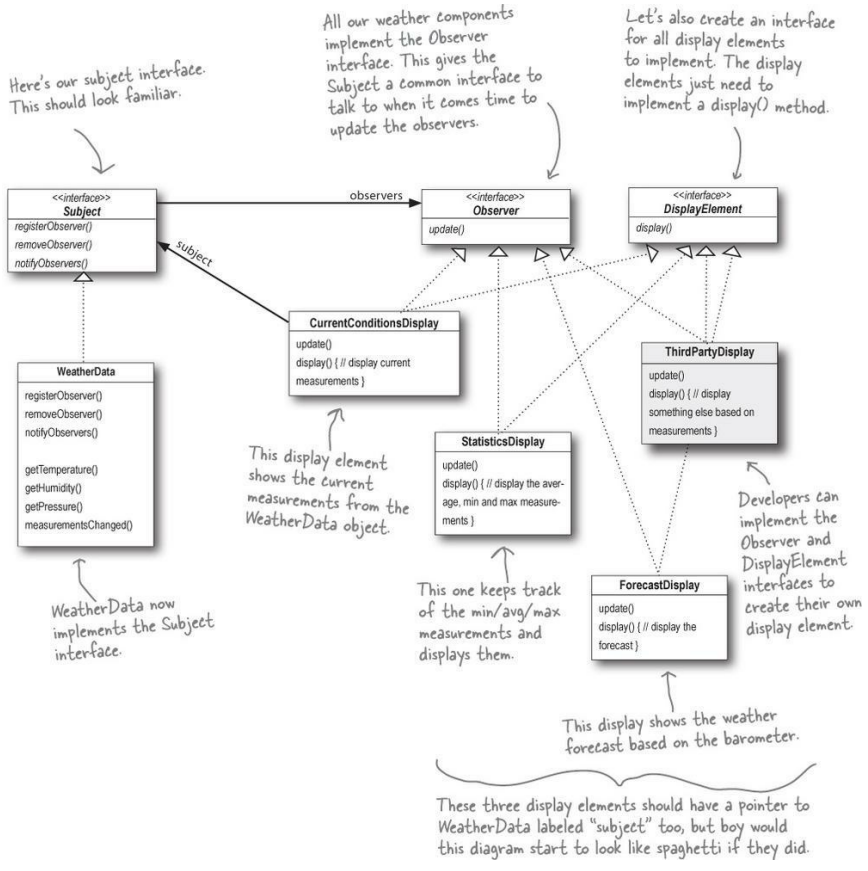 Here's our subject interface.
This should look familiar.
All our weather components
implement the Observer
interface. This gives the
Subject a common interface to
talk to when it comes time to
update the observers.
Let's also create an interface
for all display elements
to implement. The display
elements just need to
implement a display() method.
<<interface>>
Subject
registerObserver()
removeObserver()
notifyObservers()
observers
subject
<<interface>>
Observer
update()
<<interface>>
DisplayElement
display()
WeatherData
registerObserver()
removeObserver()
notifyObservers()
getTemperature()
getHumidity()
getPressure()
measurementsChanged()
WeatherData now
implements the Subject
interface.
CurrentConditionsDisplay
update()
display() { // display current
measurements }
This display element
shows the current
measurements from the
WeatherData object.
StatisticsDisplay
update()
display() { // display the aver-
age, min and max measure-
ments }
This one keeps track
of the min/avg/max
measurements and
displays them.
ThirdPartyDisplay
update()
display() { // display
something else based on
measurements }
Developers can
implement the
Observer and
DisplayElement
interfaces to
create their own
display element.
ForecastDisplay
update()
display() { // display the
forecast }
This display shows the weather
forecast based on the barometer.
These three display elements should have a pointer to
WeatherData labeled "subject" too, but boy would
this diagram start to look like spaghetti if they did.